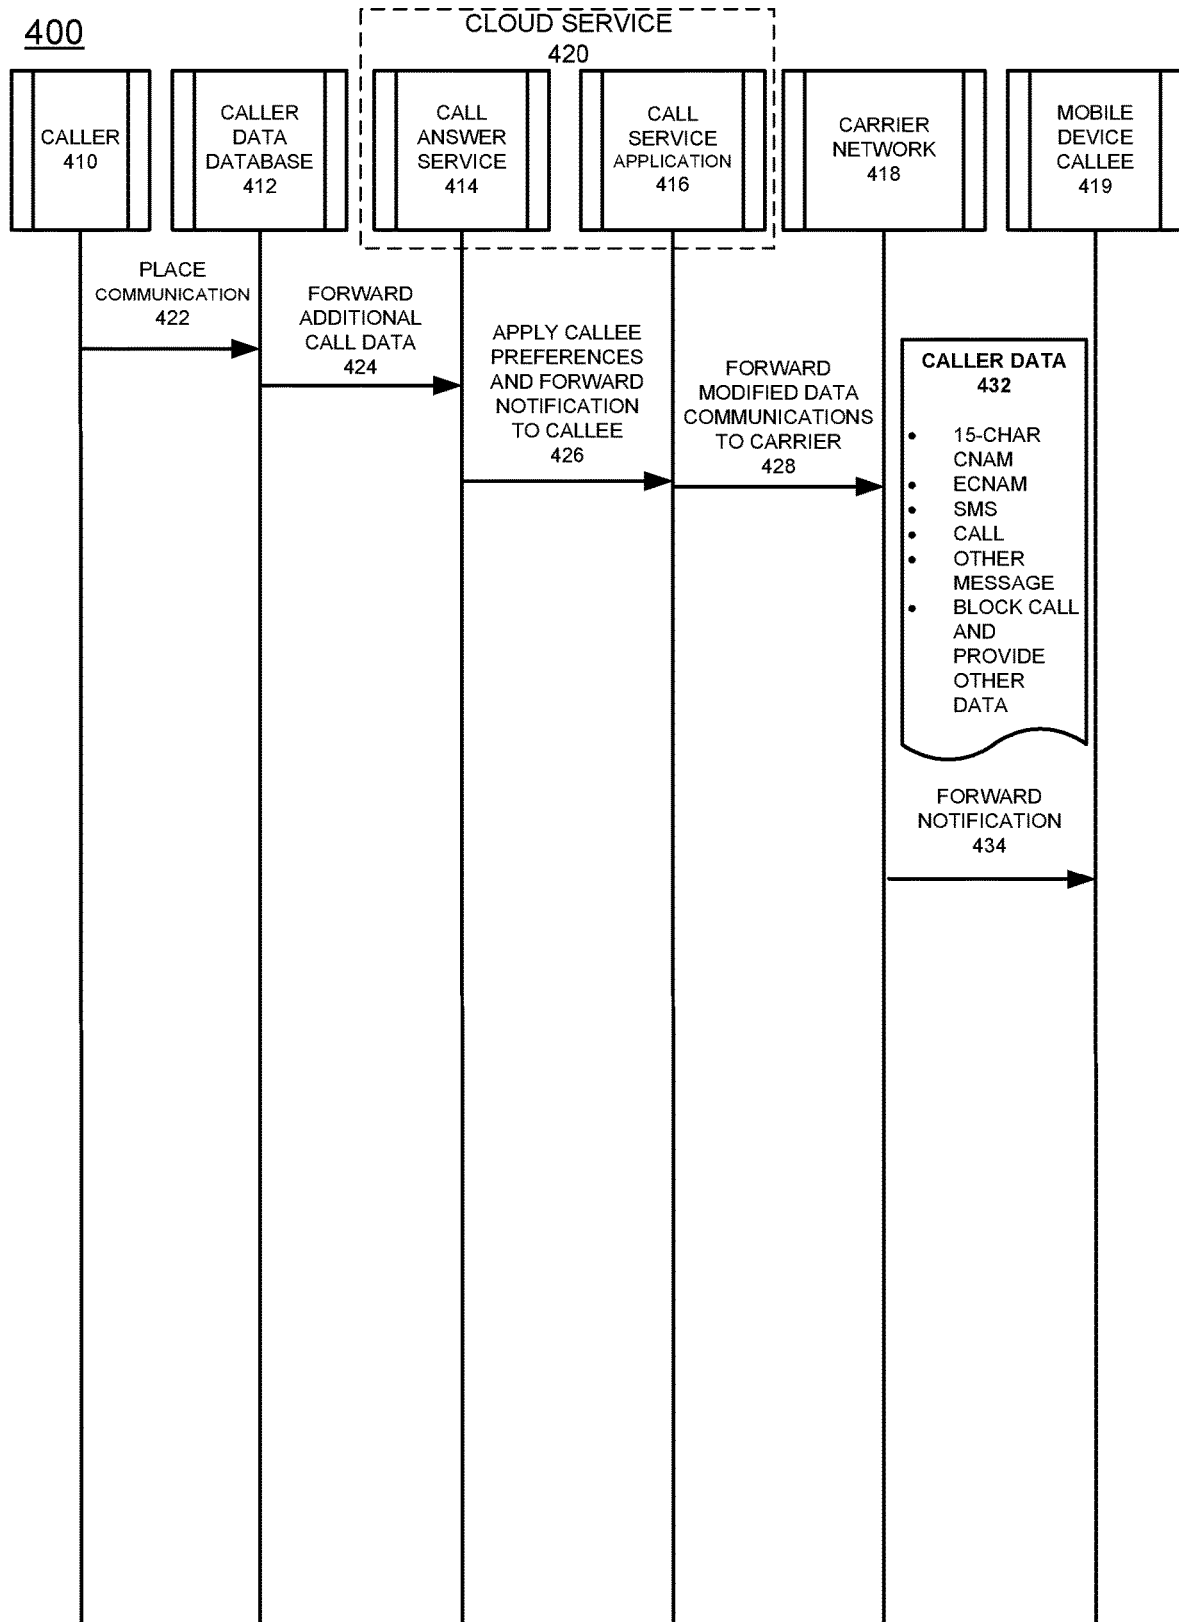 400
CLOUD SERVICE
420
CALLER
410
CALLER
DATA
DATABASE
412
CALL
ANSWER
SERVICE
414
CALL
SERVICE
APPLICATION
416
CARRIER
NETWORK
418
MOBILE
DEVICE
CALLEE
419
PLACE
COMMUNICATION
422
FORWARD
ADDITIONAL
CALL DATA
424
APPLY CALLEE
PREFERENCES
AND FORWARD
NOTIFICATION
TO CALLEE
426
FORWARD
MODIFIED DATA
COMMUNICATIONS
TO CARRIER
428
CALLER DATA
432
• 15-CHAR
CNAM
• ECNAM
• SMS
• CALL
• OTHER
MESSAGE
• BLOCK CALL
AND
PROVIDE
OTHER
DATA
FORWARD
NOTIFICATION
434